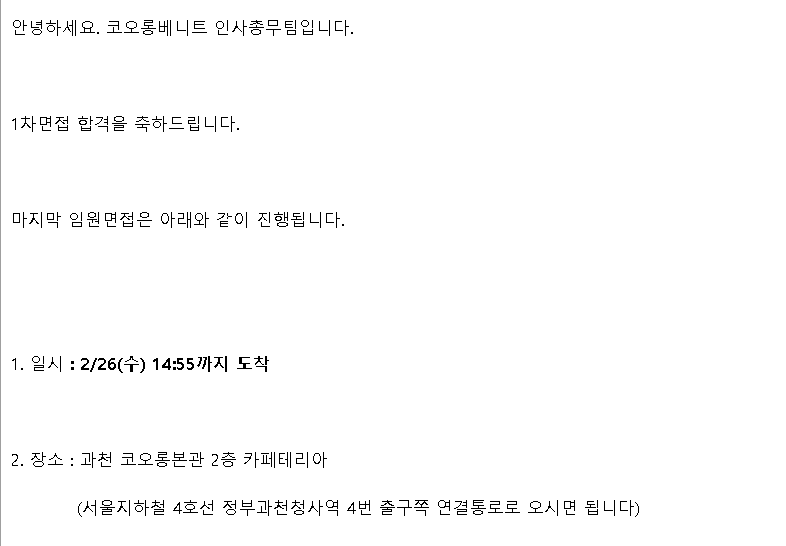 안녕하세요. 코오롱베니트 인사총무팀입니다.
1차면접 합격을 축하드립니다.
마지막 임원면접은 아래와 같이 진행됩니다.
1. 일시 : 2/26(수) 14:55까지 도착
2. 장소 : 과천 코오롱본관 2층 카페테리아
(서울지하철 4호선 정부과천청사역 4번 출구쪽 연결통로로 오시면 됩니다)